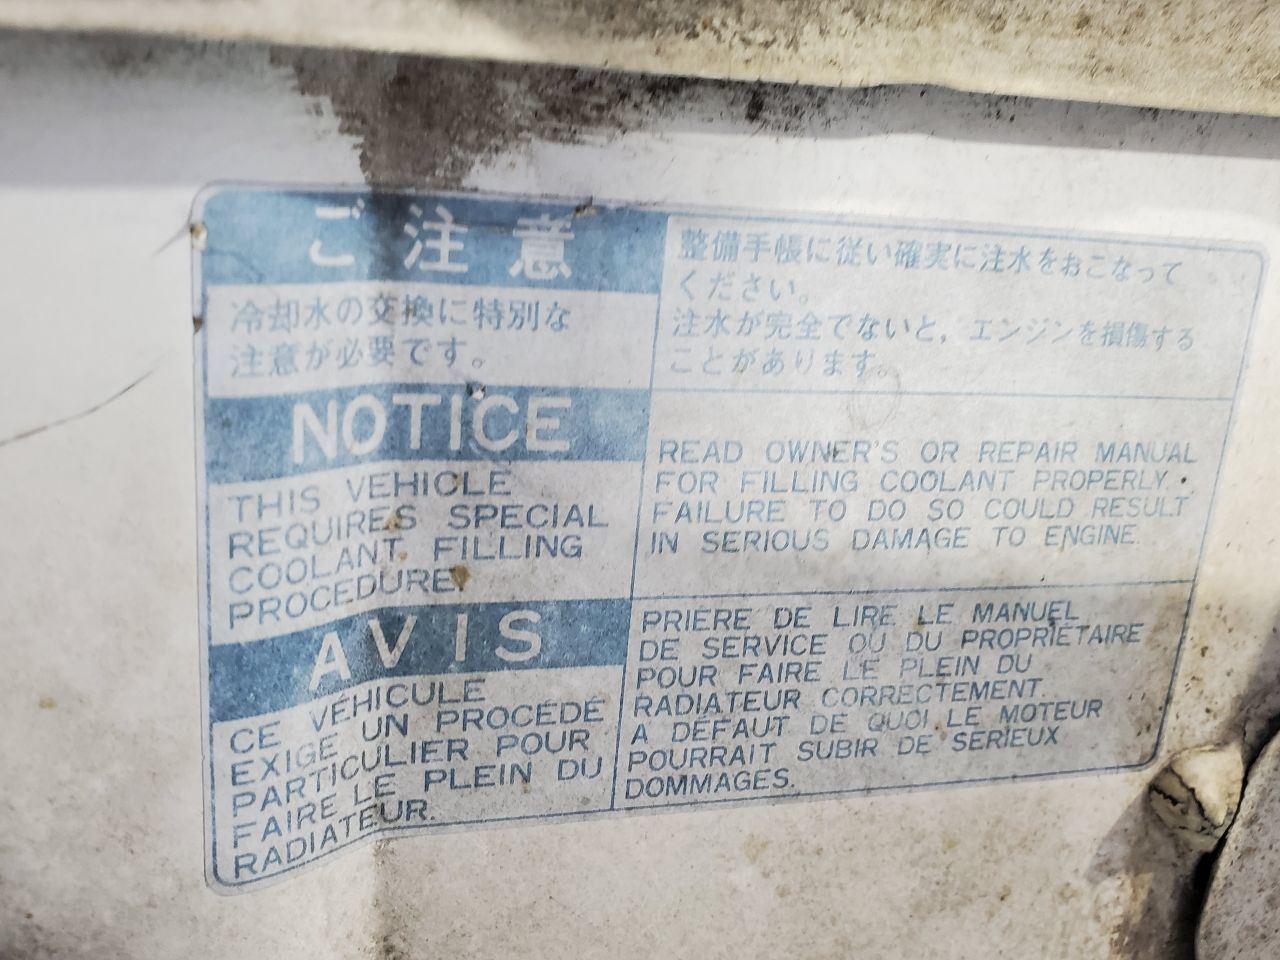 ご注意
冷却水の交換に特別な
注意が必要です。
整備手帳に従い確実に注水をおこなって
ください。
注水が完全でないと，エンジンを損傷する
ことがあります。
NOTICE
THIS VEHICLE
REQUIRES SPECIAL
COOLANT FILLING
PROCEDURE.
READ OWNER'S OR REPAIR MANUAL
FOR FILLING COOLANT PROPERLY.
FAILURE TO DO SO COULD RESULT
IN SERIOUS DAMAGE TO ENGINE.
AVIS
CE VÉHICULE
EXIGE UN PROCÉDÉ
PARTICULIER POUR
FAIRE LE PLEIN DU
RADIATEUR.
PRIÈRE DE LIRE LE MANUEL
DE SERVICE OU DU PROPRIÉTAIRE
POUR FAIRE LE PLEIN DU
RADIATEUR CORRECTEMENT.
A DÉFAUT DE QUOI LE MOTEUR
POURRAIT SUBIR DE SÉRIEUX
DOMMAGES.